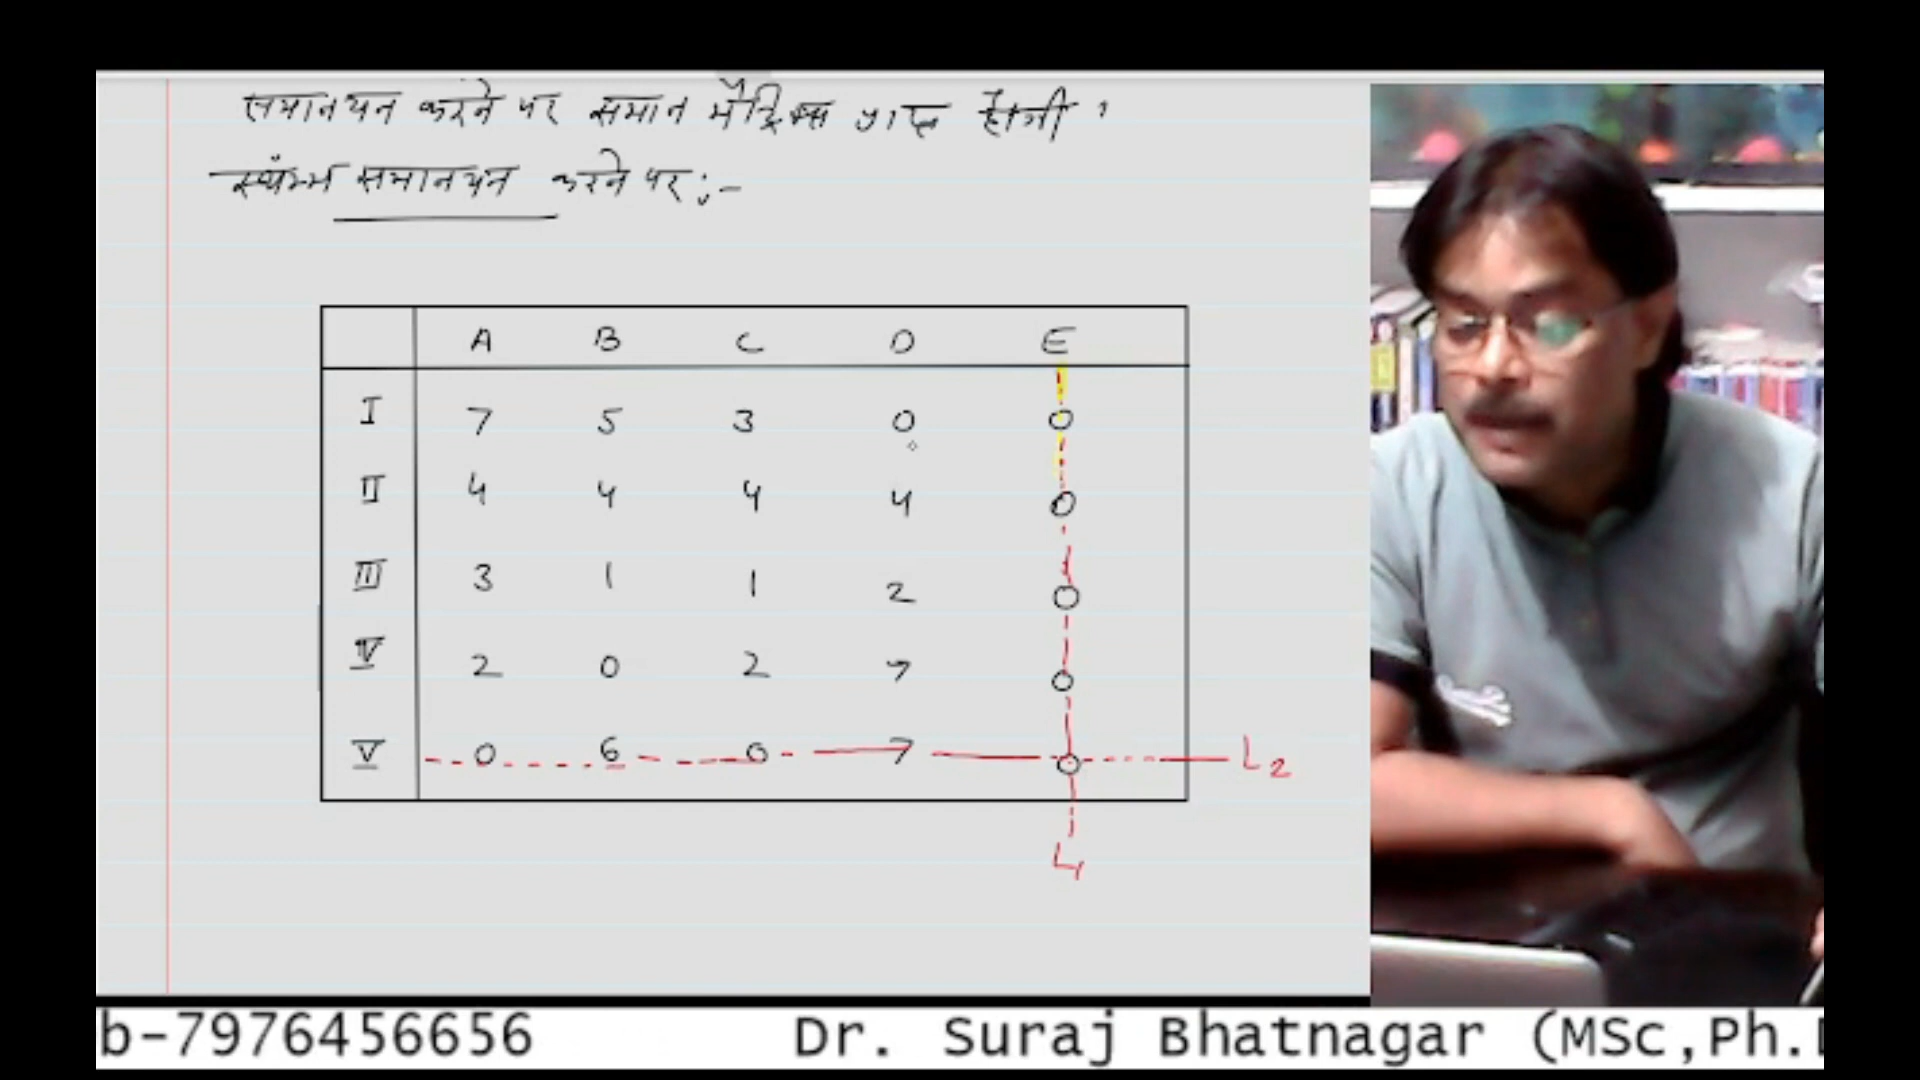 समानयन करने पर समान मैट्रिक्स प्राप्त होगी ।
स्थंम्भ समानयन करने पर :-
A B C D E
I 7 5 3 0 0
II 4 4 4 4 0
III 3 1 1 2 0
IV 2 0 2 7 0
V 0 6 0 7 0 L2
L1
b-7976456656 Dr. Suraj Bhatnagar (MSc,Ph.D